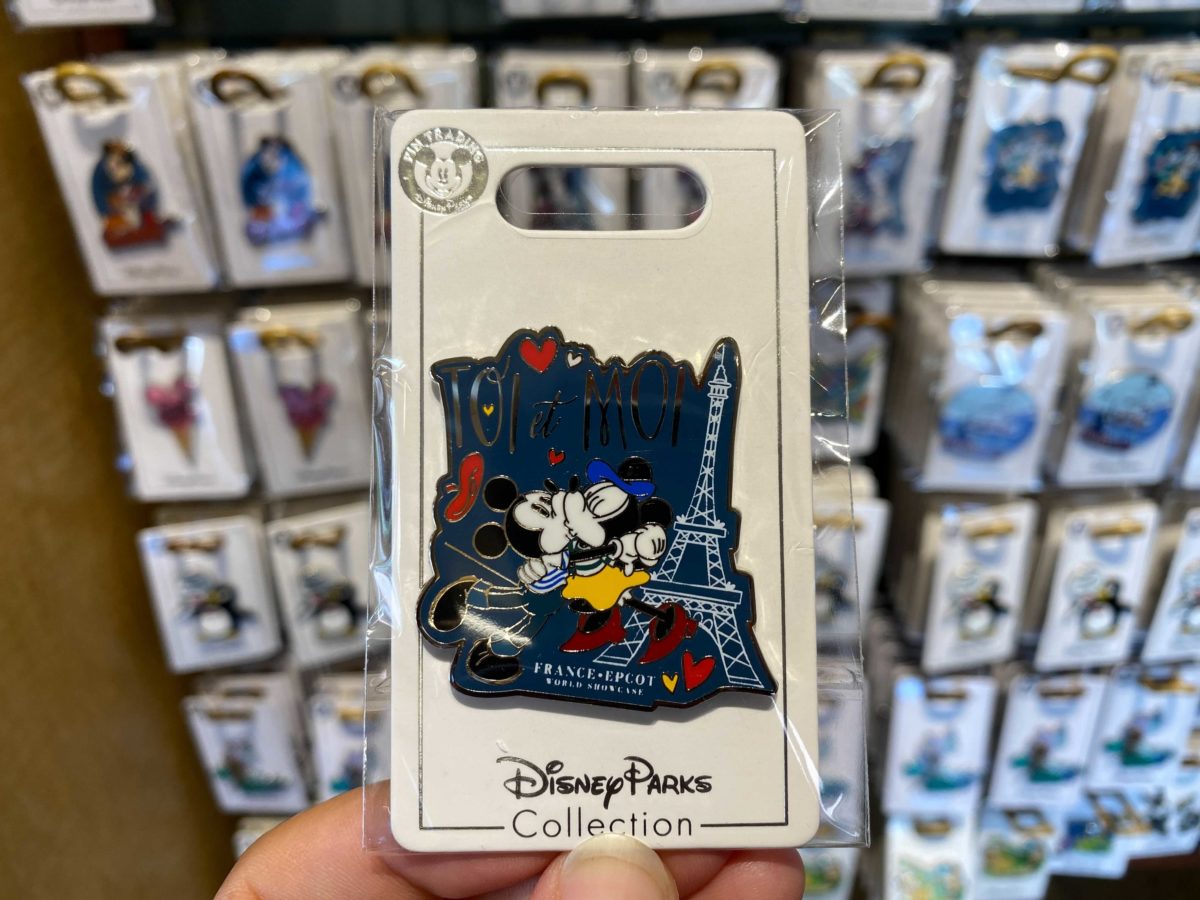 PIN TRADING
Disney Parks
TOI et MOI
FRANCE•EPCOT
WORLD SHOWCASE
Disney Parks
Collection